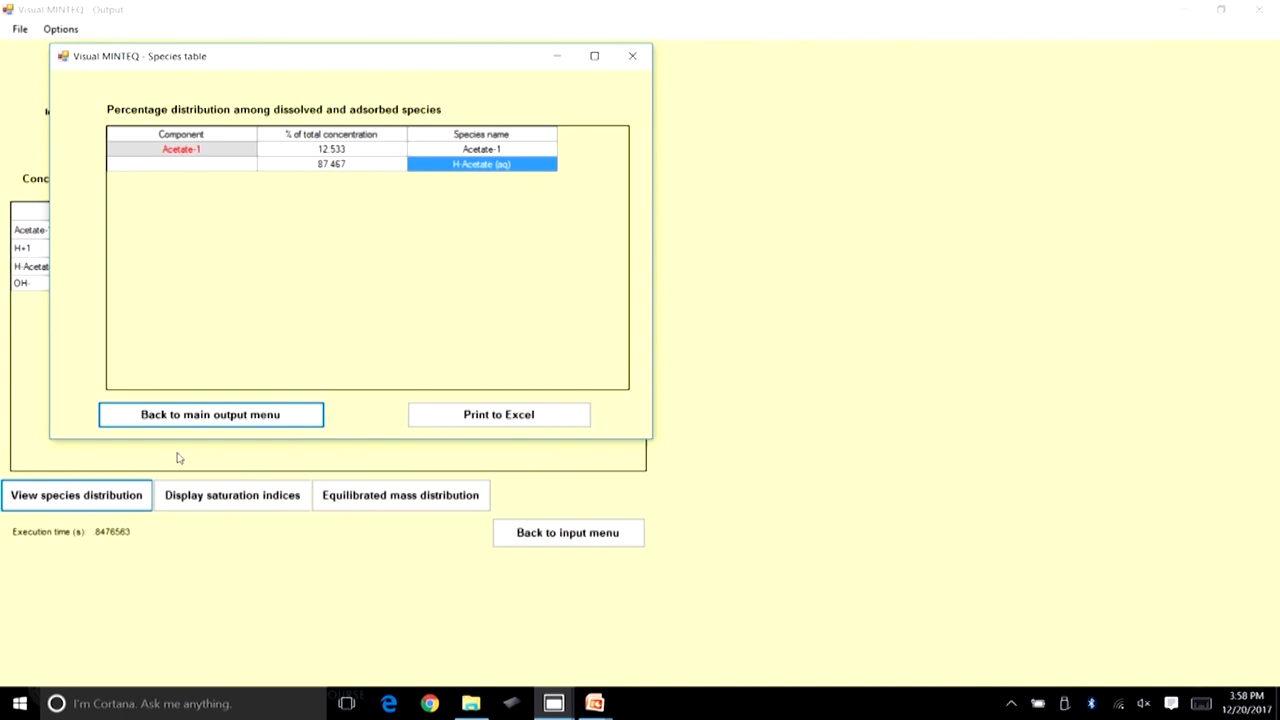 Visual MINTEQ - Output
File Options
Visual MINTEQ - Species table
Percentage distribution among dissolved and adsorbed species
Component % of total concentration Species name
Acetate-1 12.533 Acetate-1
87.467 H-Acetate (aq)
Conc
Acetate-
H+1
H-Acetat
OH-
Back to main output menu Print to Excel
View species distribution Display saturation indices Equilibrated mass distribution
Execution time (s): 8476563
Back to input menu
I'm Cortana. Ask me anything.
3:58 PM
12/20/2017